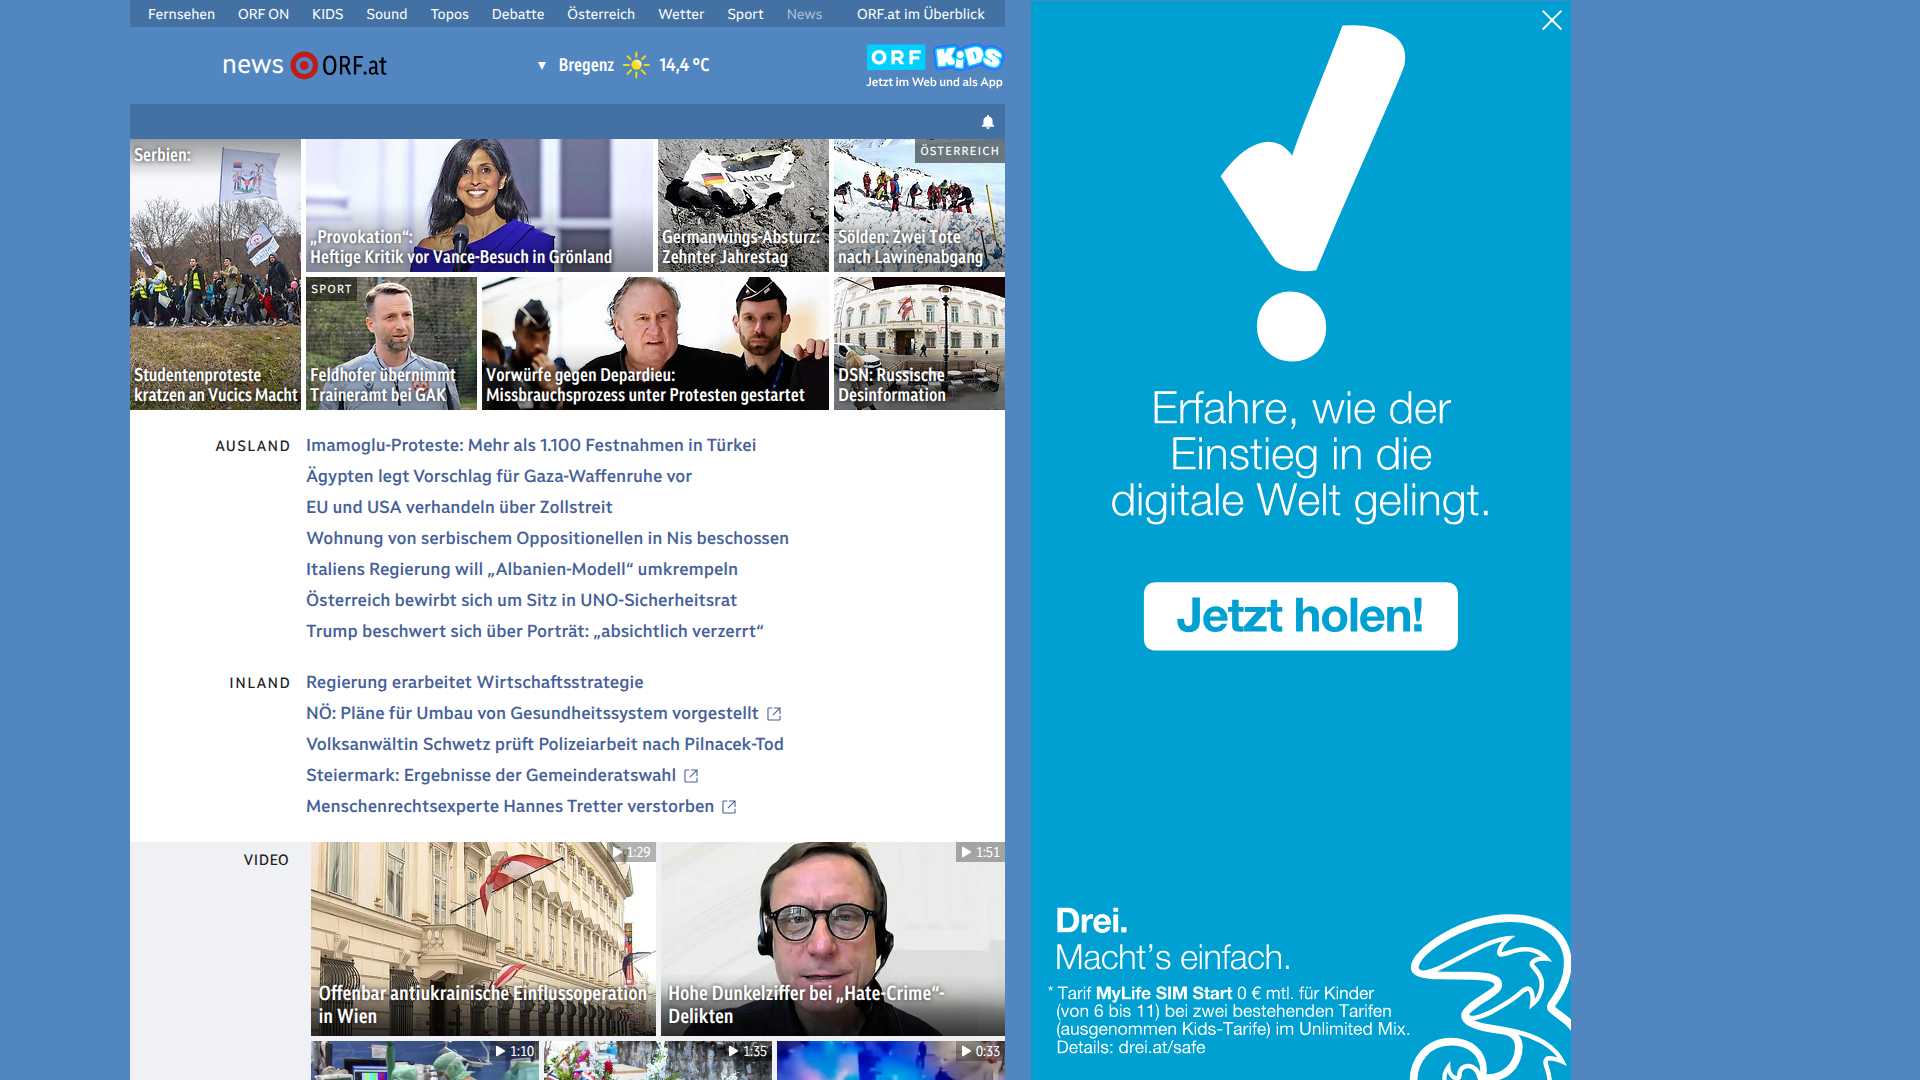 Fernsehen ORF ON KIDS Sound Topos Debatte Österreich Wetter Sport News ORF.at im Überblick
news ORF.at
▼ Bregenz 14,4 °C
ORF KiDS
Jetzt im Web und als App
Serbien:
Studentenproteste
kratzen an Vucics Macht
„Provokation“:
Heftige Kritik vor Vance-Besuch in Grönland
Germanwings-Absturz:
Zehnter Jahrestag
ÖSTERREICH
Sölden: Zwei Tote
nach Lawinenabgang
SPORT
Feldhofer übernimmt
Traineramt bei GAK
Vorwürfe gegen Depardieu:
Missbrauchsprozess unter Protesten gestartet
DSN: Russische
Desinformation
AUSLAND
Imamoglu-Proteste: Mehr als 1.100 Festnahmen in Türkei
Ägypten legt Vorschlag für Gaza-Waffenruhe vor
EU und USA verhandeln über Zollstreit
Wohnung von serbischem Oppositionellen in Nis beschossen
Italiens Regierung will „Albanien-Modell“ umkrempeln
Österreich bewirbt sich um Sitz in UNO-Sicherheitsrat
Trump beschwert sich über Porträt: „absichtlich verzerrt“
INLAND
Regierung erarbeitet Wirtschaftsstrategie
NÖ: Pläne für Umbau von Gesundheitssystem vorgestellt
Volksanwältin Schwetz prüft Polizeiarbeit nach Pilnacek-Tod
Steiermark: Ergebnisse der Gemeinderatswahl
Menschenrechtsexperte Hannes Tretter verstorben
VIDEO
1:29
Offenbar antiukrainische Einflussoperation
in Wien
1:51
Hohe Dunkelziffer bei „Hate-Crime“-
Delikten
1:10
1:35
0:33
Erfahre, wie der
Einstieg in die
digitale Welt gelingt.
Jetzt holen!
Drei.
Macht’s einfach.
* Tarif MyLife SIM Start 0 € mtl. für Kinder
(von 6 bis 11) bei zwei bestehenden Tarifen
(ausgenommen Kids-Tarife) im Unlimited Mix.
Details: drei.at/safe